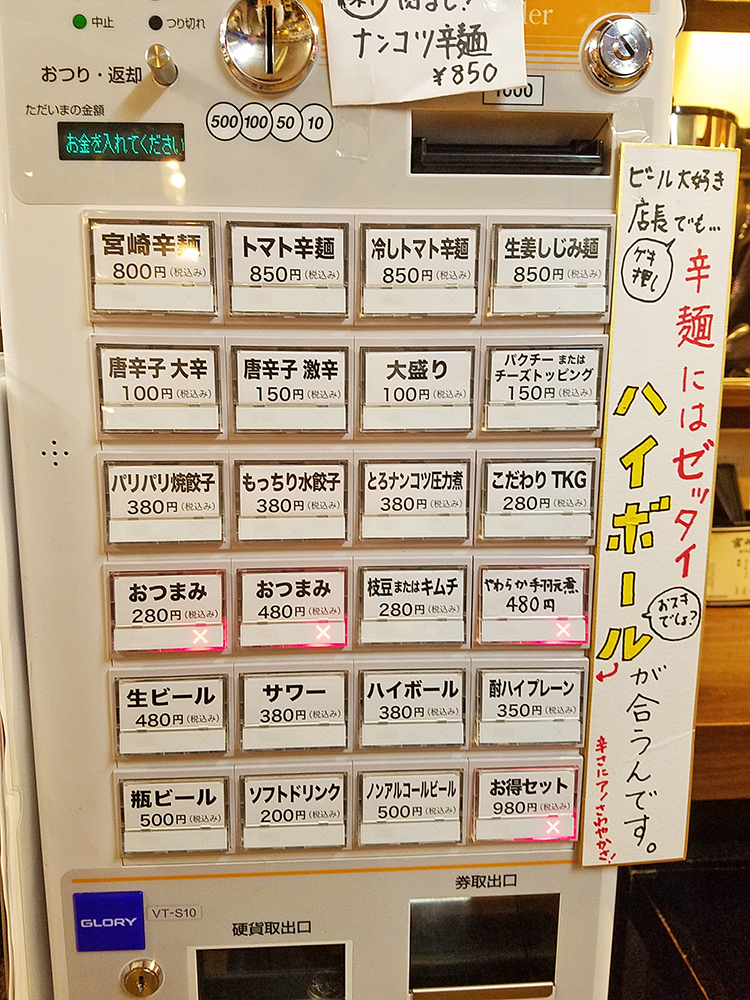 中止
つり切れ
肉まし!
ナンコツ辛麺
¥850
おつり・返却
1000
ただいまの金額
お金を入れてください
500 100 50 10
宮崎辛麺
800円(税込み)
トマト辛麺
850円(税込み)
冷しトマト辛麺
850円(税込み)
生姜しじみ麺
850円(税込み)
唐辛子 大辛
100円(税込み)
唐辛子 激辛
150円(税込み)
大盛り
100円(税込み)
パクチー または
チーズトッピング
150円(税込み)
パリパリ焼餃子
380円(税込み)
もっちり水餃子
380円(税込み)
とろナンコツ圧力煮
380円(税込み)
こだわり TKG
280円(税込み)
おつまみ
280円(税込み)
おつまみ
480円(税込み)
枝豆またはキムチ
280円(税込み)
やわらか手羽元煮、
480円
生ビール
480円(税込み)
サワー
380円(税込み)
ハイボール
380円(税込み)
酎ハイプレーン
350円(税込み)
瓶ビール
500円(税込み)
ソフトドリンク
200円(税込み)
ノンアルコールビール
500円(税込み)
お得セット
980円(税込み)
ビール大好き
店長でも…
ゲキ
押し
辛麺にはゼッタイ
ハイボール
おスキ
でしょ?
が合うんです。
GLORY
VT-S10
硬貨取出口
券取出口